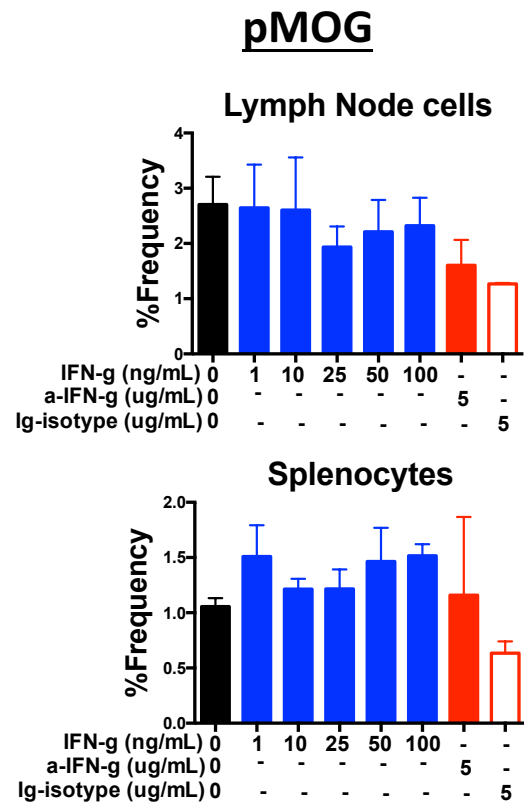 pMOG
Lymph Node cells
%Frequency
4
3
2
1
0
IFN-g (ng/mL) 0 1 10 25 50 100 - -
a-IFN-g (ug/mL) 0 - - - - - 5 -
Ig-isotype (ug/mL) 0 - - - - - - 5
Splenocytes
%Frequency
2.0
1.5
1.0
0.5
0.0
IFN-g (ng/mL) 0 1 10 25 50 100 - -
a-IFN-g (ug/mL) 0 - - - - - 5 -
Ig-isotype (ug/mL) 0 - - - - - - 5